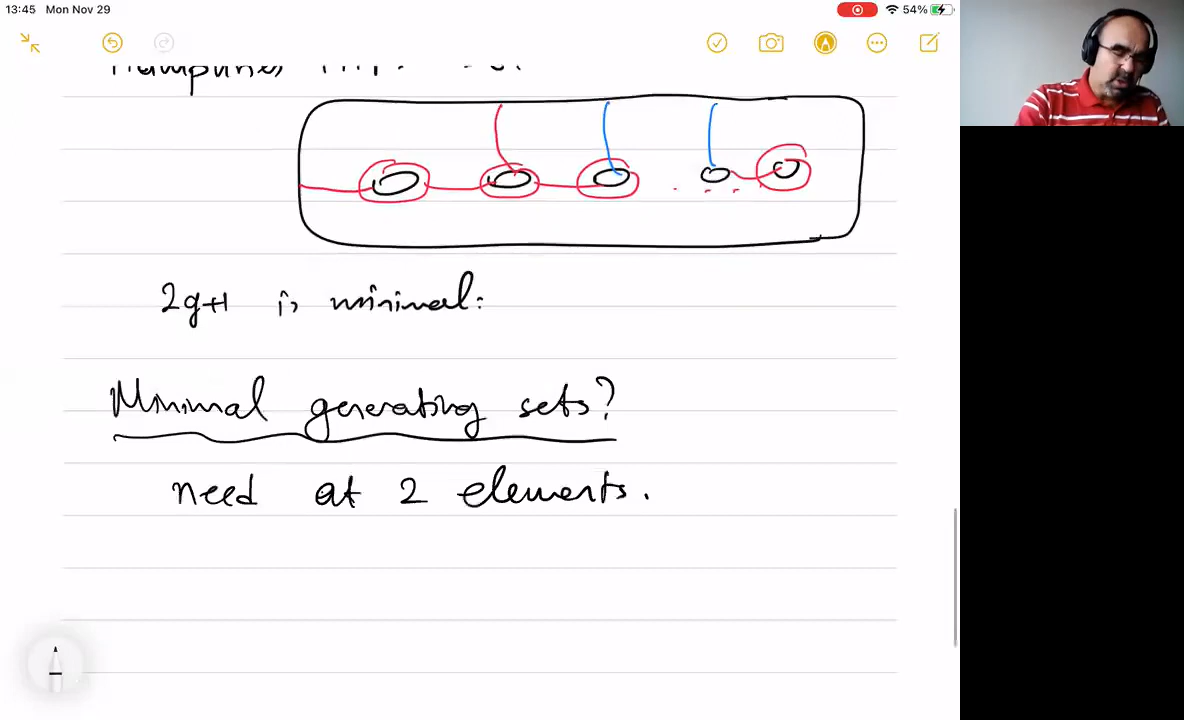 13:45 Mon Nov 29
54%
2g+1 is minimal:
Minimal generating sets?
need at 2 elements.